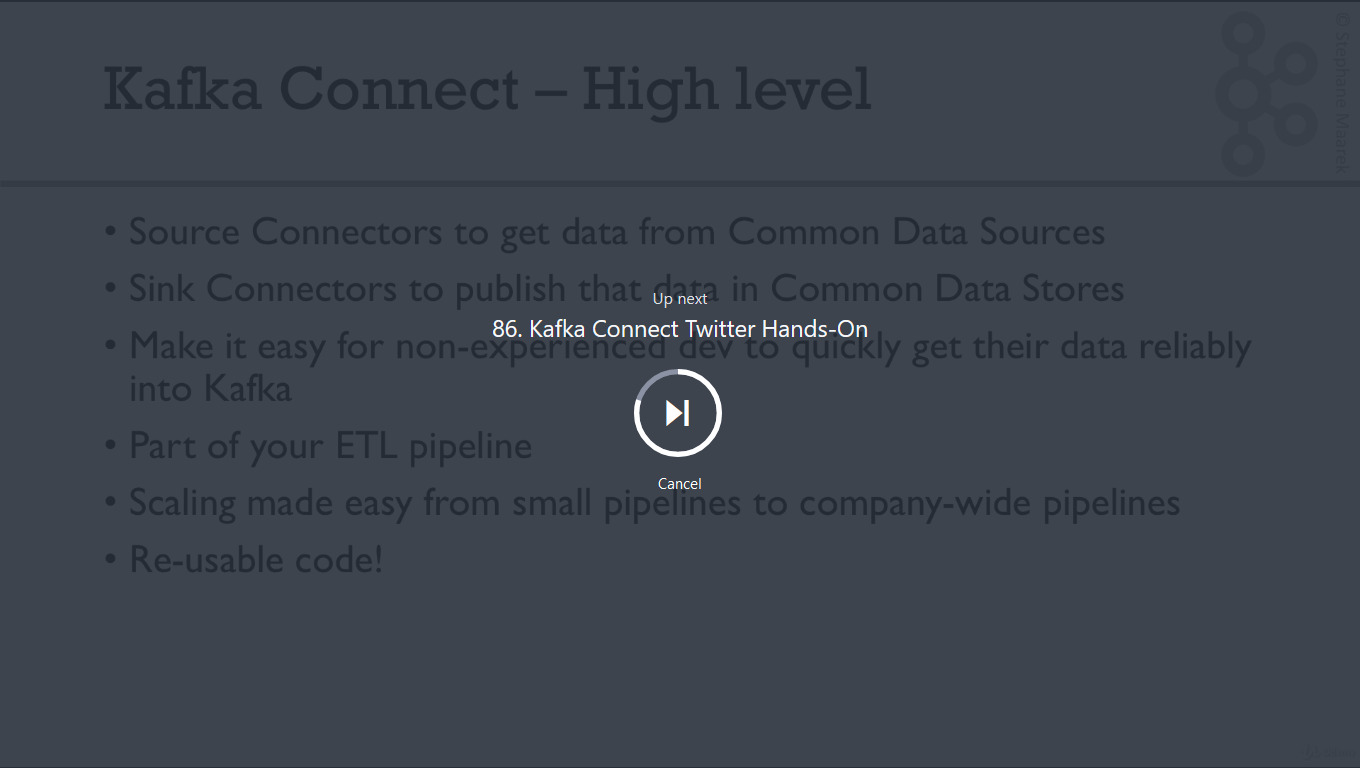 Kafka Connect – High level
© Stephane Maarek
• Source Connectors to get data from Common Data Sources
• Sink Connectors to publish that data in Common Data Stores
Up next
86. Kafka Connect Twitter Hands-On
• Make it easy for non-experienced dev to quickly get their data reliably
into Kafka
• Part of your ETL pipeline
Cancel
• Scaling made easy from small pipelines to company-wide pipelines
• Re-usable code!